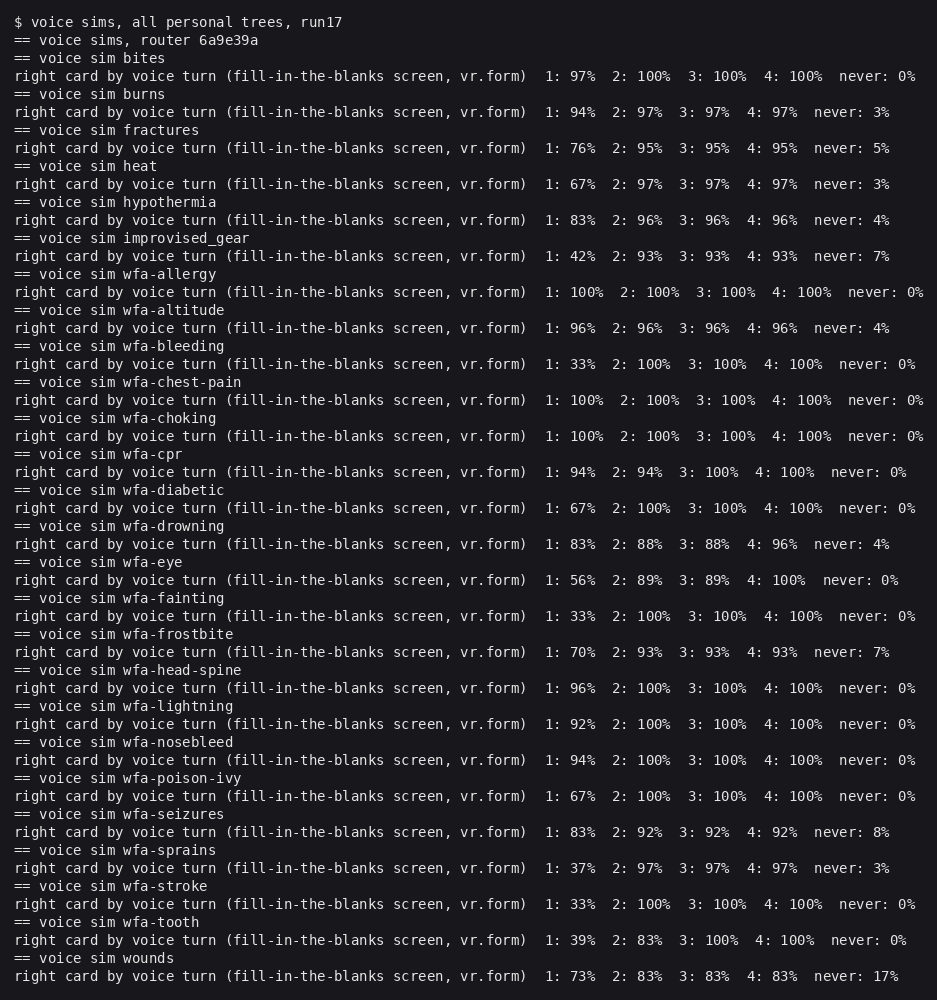 $ voice sims, all personal trees, run17
== voice sims, router 6a9e39a
== voice sim bites
right card by voice turn (fill-in-the-blanks screen, vr.form)  1: 97%  2: 100%  3: 100%  4: 100%  never: 0%
== voice sim burns
right card by voice turn (fill-in-the-blanks screen, vr.form)  1: 94%  2: 97%  3: 97%  4: 97%  never: 3%
== voice sim fractures
right card by voice turn (fill-in-the-blanks screen, vr.form)  1: 76%  2: 95%  3: 95%  4: 95%  never: 5%
== voice sim heat
right card by voice turn (fill-in-the-blanks screen, vr.form)  1: 67%  2: 97%  3: 97%  4: 97%  never: 3%
== voice sim hypothermia
right card by voice turn (fill-in-the-blanks screen, vr.form)  1: 83%  2: 96%  3: 96%  4: 96%  never: 4%
== voice sim improvised_gear
right card by voice turn (fill-in-the-blanks screen, vr.form)  1: 42%  2: 93%  3: 93%  4: 93%  never: 7%
== voice sim wfa-allergy
right card by voice turn (fill-in-the-blanks screen, vr.form)  1: 100%  2: 100%  3: 100%  4: 100%  never: 0%
== voice sim wfa-altitude
right card by voice turn (fill-in-the-blanks screen, vr.form)  1: 96%  2: 96%  3: 96%  4: 96%  never: 4%
== voice sim wfa-bleeding
right card by voice turn (fill-in-the-blanks screen, vr.form)  1: 33%  2: 100%  3: 100%  4: 100%  never: 0%
== voice sim wfa-chest-pain
right card by voice turn (fill-in-the-blanks screen, vr.form)  1: 100%  2: 100%  3: 100%  4: 100%  never: 0%
== voice sim wfa-choking
right card by voice turn (fill-in-the-blanks screen, vr.form)  1: 100%  2: 100%  3: 100%  4: 100%  never: 0%
== voice sim wfa-cpr
right card by voice turn (fill-in-the-blanks screen, vr.form)  1: 94%  2: 94%  3: 100%  4: 100%  never: 0%
== voice sim wfa-diabetic
right card by voice turn (fill-in-the-blanks screen, vr.form)  1: 67%  2: 100%  3: 100%  4: 100%  never: 0%
== voice sim wfa-drowning
right card by voice turn (fill-in-the-blanks screen, vr.form)  1: 83%  2: 88%  3: 88%  4: 96%  never: 4%
== voice sim wfa-eye
right card by voice turn (fill-in-the-blanks screen, vr.form)  1: 56%  2: 89%  3: 89%  4: 100%  never: 0%
== voice sim wfa-fainting
right card by voice turn (fill-in-the-blanks screen, vr.form)  1: 33%  2: 100%  3: 100%  4: 100%  never: 0%
== voice sim wfa-frostbite
right card by voice turn (fill-in-the-blanks screen, vr.form)  1: 70%  2: 93%  3: 93%  4: 93%  never: 7%
== voice sim wfa-head-spine
right card by voice turn (fill-in-the-blanks screen, vr.form)  1: 96%  2: 100%  3: 100%  4: 100%  never: 0%
== voice sim wfa-lightning
right card by voice turn (fill-in-the-blanks screen, vr.form)  1: 92%  2: 100%  3: 100%  4: 100%  never: 0%
== voice sim wfa-nosebleed
right card by voice turn (fill-in-the-blanks screen, vr.form)  1: 94%  2: 100%  3: 100%  4: 100%  never: 0%
== voice sim wfa-poison-ivy
right card by voice turn (fill-in-the-blanks screen, vr.form)  1: 67%  2: 100%  3: 100%  4: 100%  never: 0%
== voice sim wfa-seizures
right card by voice turn (fill-in-the-blanks screen, vr.form)  1: 83%  2: 92%  3: 92%  4: 92%  never: 8%
== voice sim wfa-sprains
right card by voice turn (fill-in-the-blanks screen, vr.form)  1: 37%  2: 97%  3: 97%  4: 97%  never: 3%
== voice sim wfa-stroke
right card by voice turn (fill-in-the-blanks screen, vr.form)  1: 33%  2: 100%  3: 100%  4: 100%  never: 0%
== voice sim wfa-tooth
right card by voice turn (fill-in-the-blanks screen, vr.form)  1: 39%  2: 83%  3: 100%  4: 100%  never: 0%
== voice sim wounds
right card by voice turn (fill-in-the-blanks screen, vr.form)  1: 73%  2: 83%  3: 83%  4: 83%  never: 17%